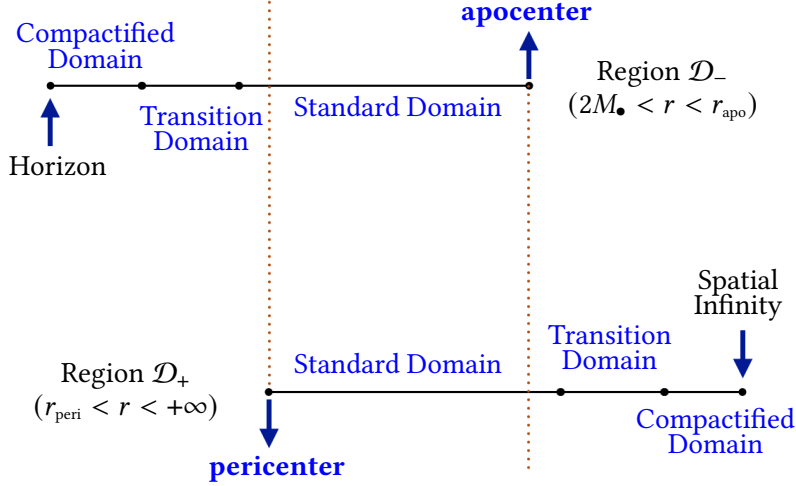 apocenter
Compactified
Domain
Region 𝒟₋
(2M● < r < r_apo)
Standard Domain
Transition
Domain
Horizon
Spatial
Infinity
Transition
Domain
Standard Domain
Region 𝒟₊
(r_peri < r < +∞)
Compactified
Domain
pericenter